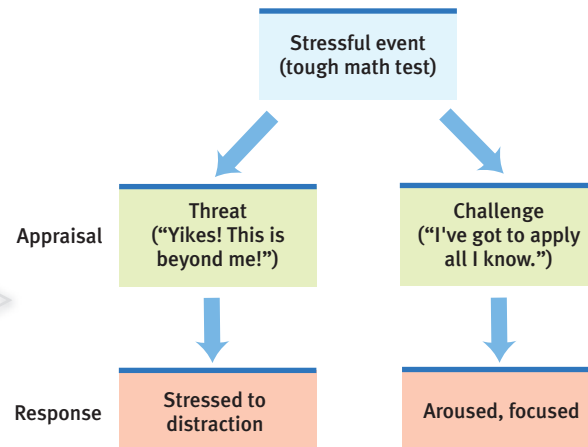 Stressful event
(tough math test)
Appraisal
Threat
(“Yikes! This is
beyond me!”)
Challenge
(“I've got to apply
all I know.”)
Response
Stressed to
distraction
Aroused, focused